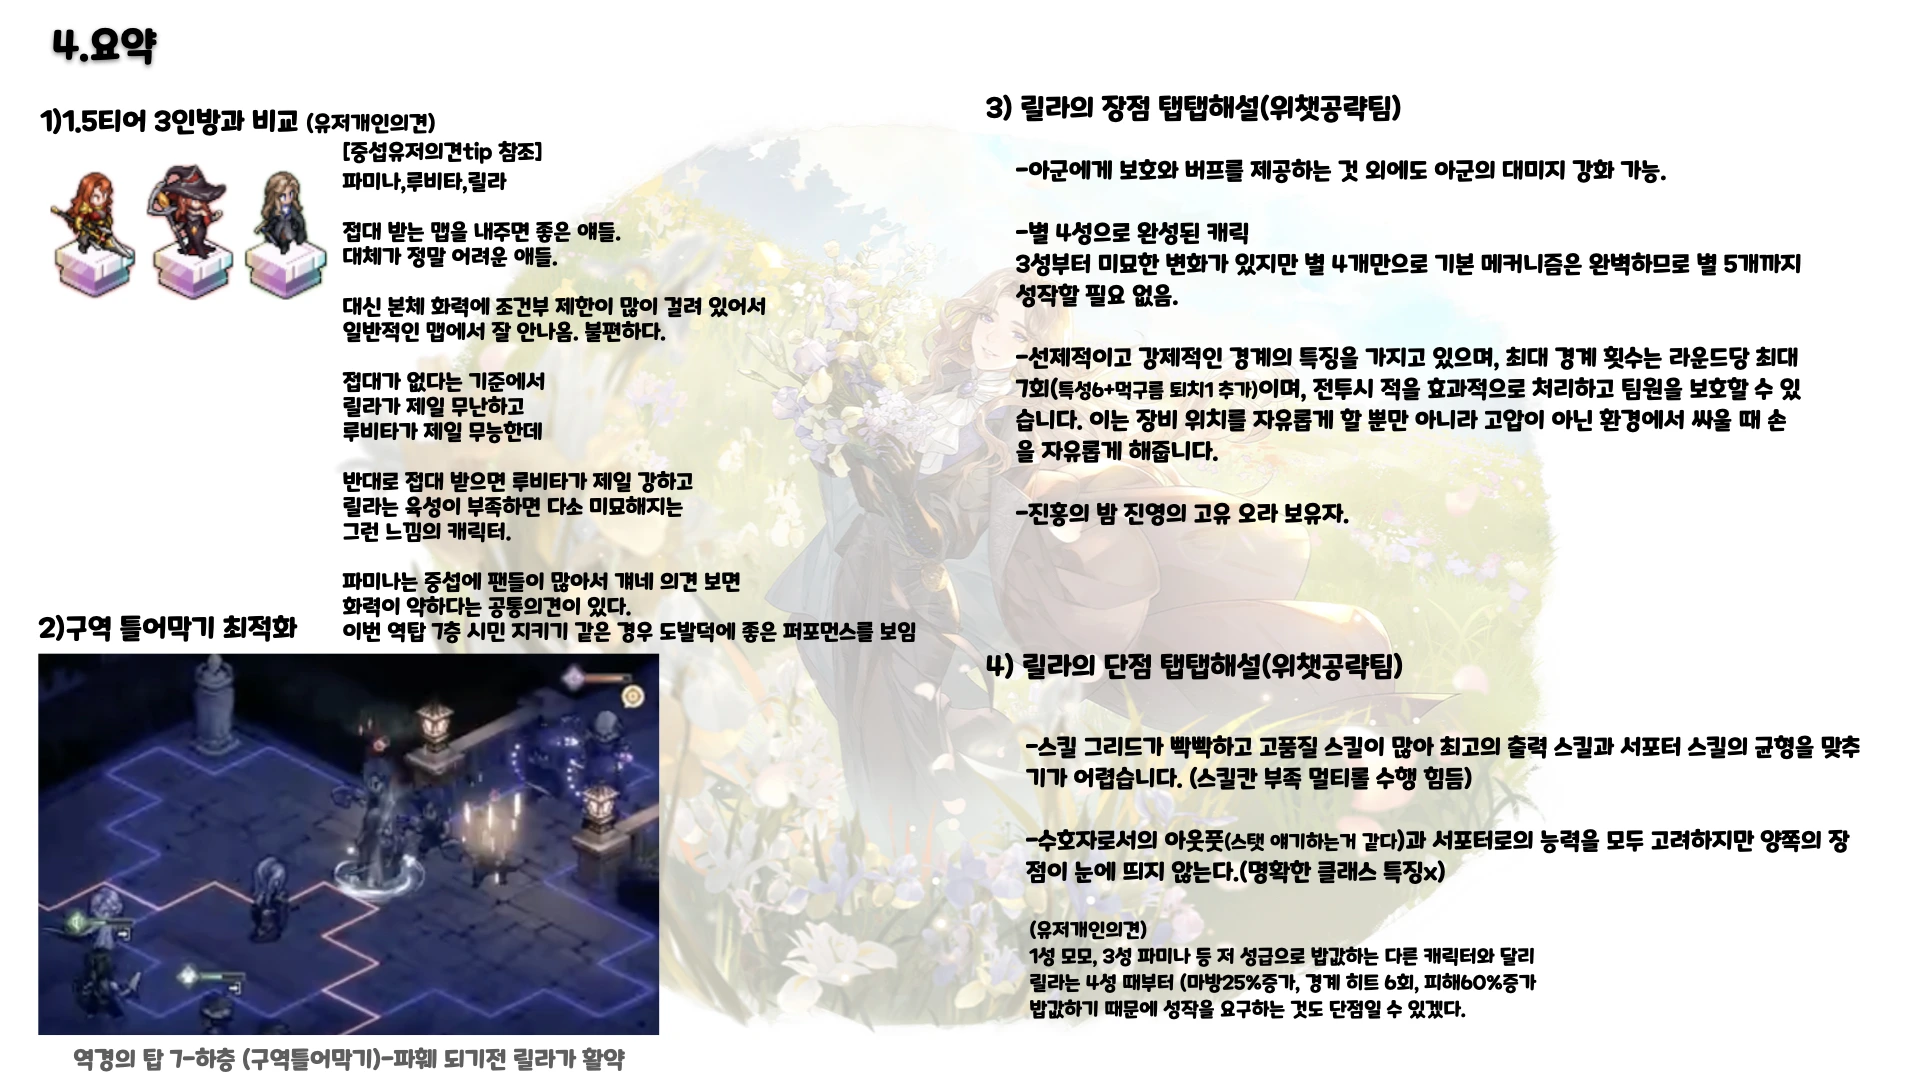 4.요약
1)1.5티어 3인방과 비교 (유저개인의견)
[중섭유저의견tip 참조]
파미나,루비타,릴라
접대 받는 맵을 내주면 좋은 얘들.
대체가 정말 어려운 애들.
대신 본체 화력에 조건부 제한이 많이 걸려 있어서
일반적인 맵에서 잘 안나옴. 불편하다.
접대가 없다는 기준에서
릴라가 제일 무난하고
루비타가 제일 무능한데
반대로 접대 받으면 루비타가 제일 강하고
릴라는 육성이 부족하면 다소 미묘해지는
그런 느낌의 캐릭터.
파미나는 중섭에 팬들이 많아서 걔네 의견 보면
화력이 약하다는 공통의견이 있다.
이번 역탑 7층 시민 지키기 같은 경우 도발덕에 좋은 퍼포먼스를 보임
2)구역 틀어막기 최적화
역경의 탑 7-하층 (구역틀어막기)-파훼 되기전 릴라가 활약
3) 릴라의 장점 탭탭해설(위챗공략팀)
-아군에게 보호와 버프를 제공하는 것 외에도 아군의 대미지 강화 가능.
-별 4성으로 완성된 캐릭
3성부터 미묘한 변화가 있지만 별 4개만으로 기본 메커니즘은 완벽하므로 별 5개까지
성작할 필요 없음.
-선제적이고 강제적인 경계의 특징을 가지고 있으며, 최대 경계 횟수는 라운드당 최대
7회(특성6+먹구름 퇴치1 추가)이며, 전투시 적을 효과적으로 처리하고 팀원을 보호할 수 있
습니다. 이는 장비 위치를 자유롭게 할 뿐만 아니라 고압이 아닌 환경에서 싸울 때 손
을 자유롭게 해줍니다.
-진홍의 밤 진영의 고유 오라 보유자.
4) 릴라의 단점 탭탭해설(위챗공략팀)
-스킬 그리드가 빡빡하고 고품질 스킬이 많아 최고의 출력 스킬과 서포터 스킬의 균형을 맞추
기가 어렵습니다. (스킬칸 부족 멀티롤 수행 힘듬)
-수호자로서의 아웃풋(스탯 얘기하는거 같다)과 서포터로의 능력을 모두 고려하지만 양쪽의 장
점이 눈에 띄지 않는다.(명확한 클래스 특징x)
(유저개인의견)
1성 모모, 3성 파미나 등 저 성급으로 밥값하는 다른 캐릭터와 달리
릴라는 4성 때부터 (마방25%증가, 경계 히트 6회, 피해60%증가
밥값하기 때문에 성작을 요구하는 것도 단점일 수 있겠다.